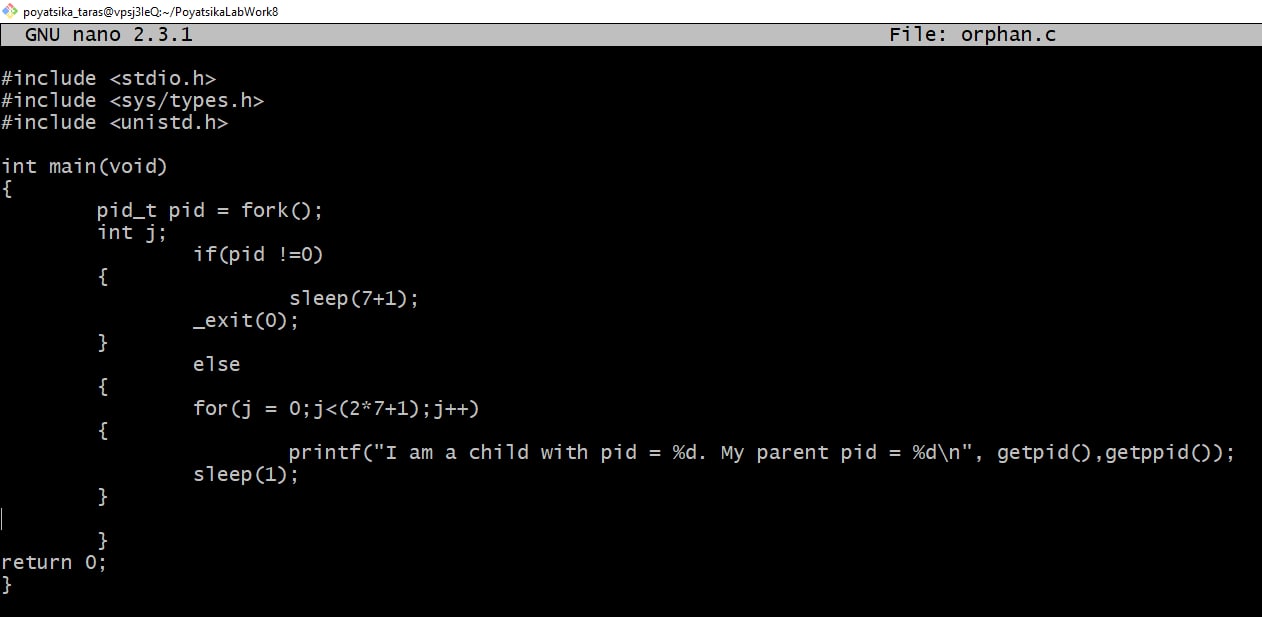 poyatsika_taras@vpsj3leQ:~/PoyatsikaLabWork8
GNU nano 2.3.1 File: orphan.c
#include <stdio.h>
#include <sys/types.h>
#include <unistd.h>
int main(void)
{
pid_t pid = fork();
int j;
if(pid !=0)
{
sleep(7+1);
_exit(0);
}
else
{
for(j = 0;j<(2*7+1);j++)
{
printf("I am a child with pid = %d. My parent pid = %d\n", getpid(),getppid());
sleep(1);
}
}
return 0;
}